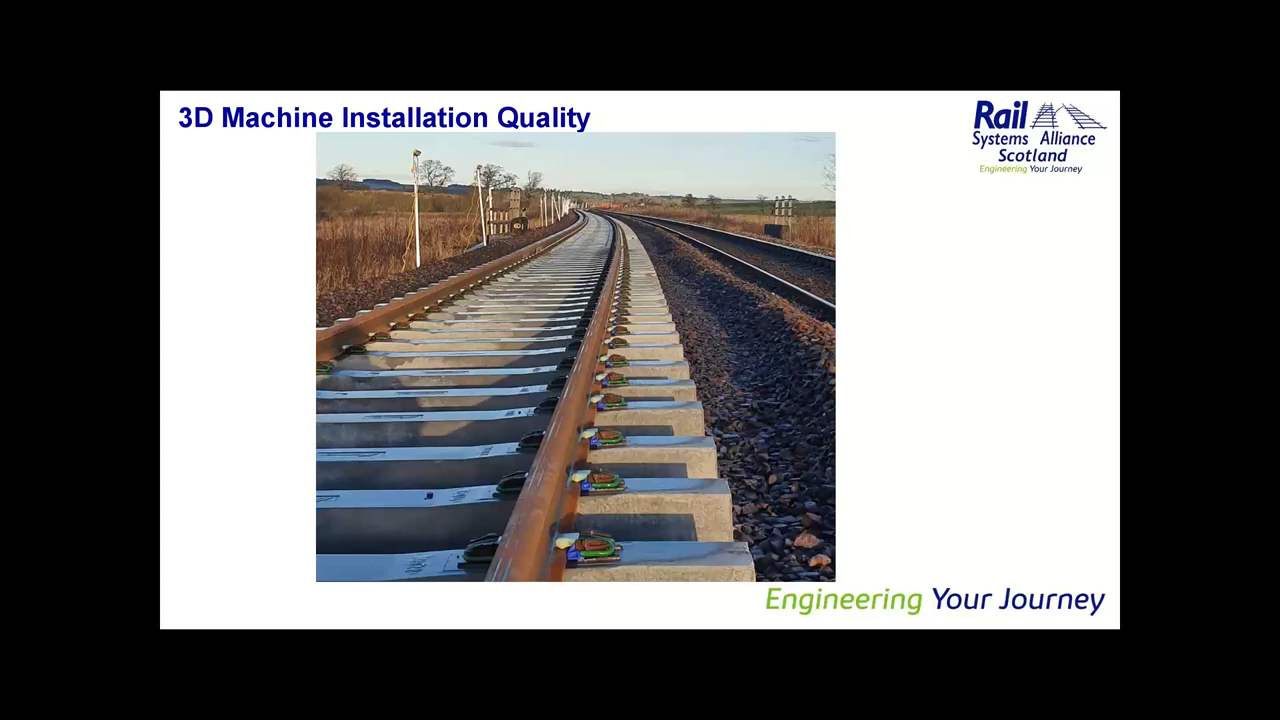 3D Machine Installation Quality
Rail
Systems Alliance
Scotland
Engineering Your Journey
Engineering Your Journey